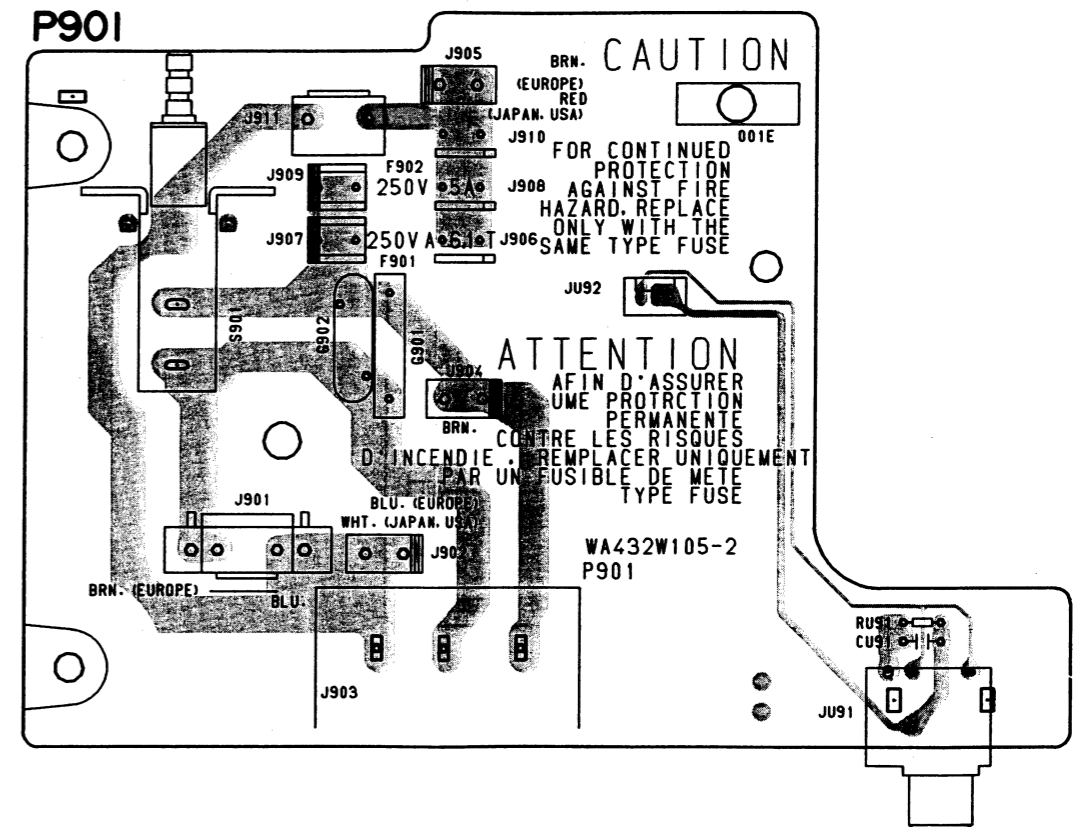 P901
J905
BRN.
(EUROPE)
RED
(JAPAN. USA)
CAUTION
001E
J911
J910
FOR CONTINUED
PROTECTION
AGAINST FIRE
HAZARD. REPLACE
ONLY WITH THE
SAME TYPE FUSE
J909
F902
250V 5A
J908
J907
250V
T
J906
F901
JU92
S901
G902
G901
ATTENTION
AFIN D'ASSURER
UME PROTRCTION
PERMANENTE
CONTRE LES RISQUES
D'INCENDIE . REMPLACER UNIQUEMENT
PAR UN FUSIBLE DE METE
TYPE FUSE
J904
BRN.
J901
BLU. (EUROPE)
WHT. (JAPAN. USA)
J902
WA432W105-2
P901
BRN. (EUROPE)
BLU.
J903
RU91
CU91
JU91